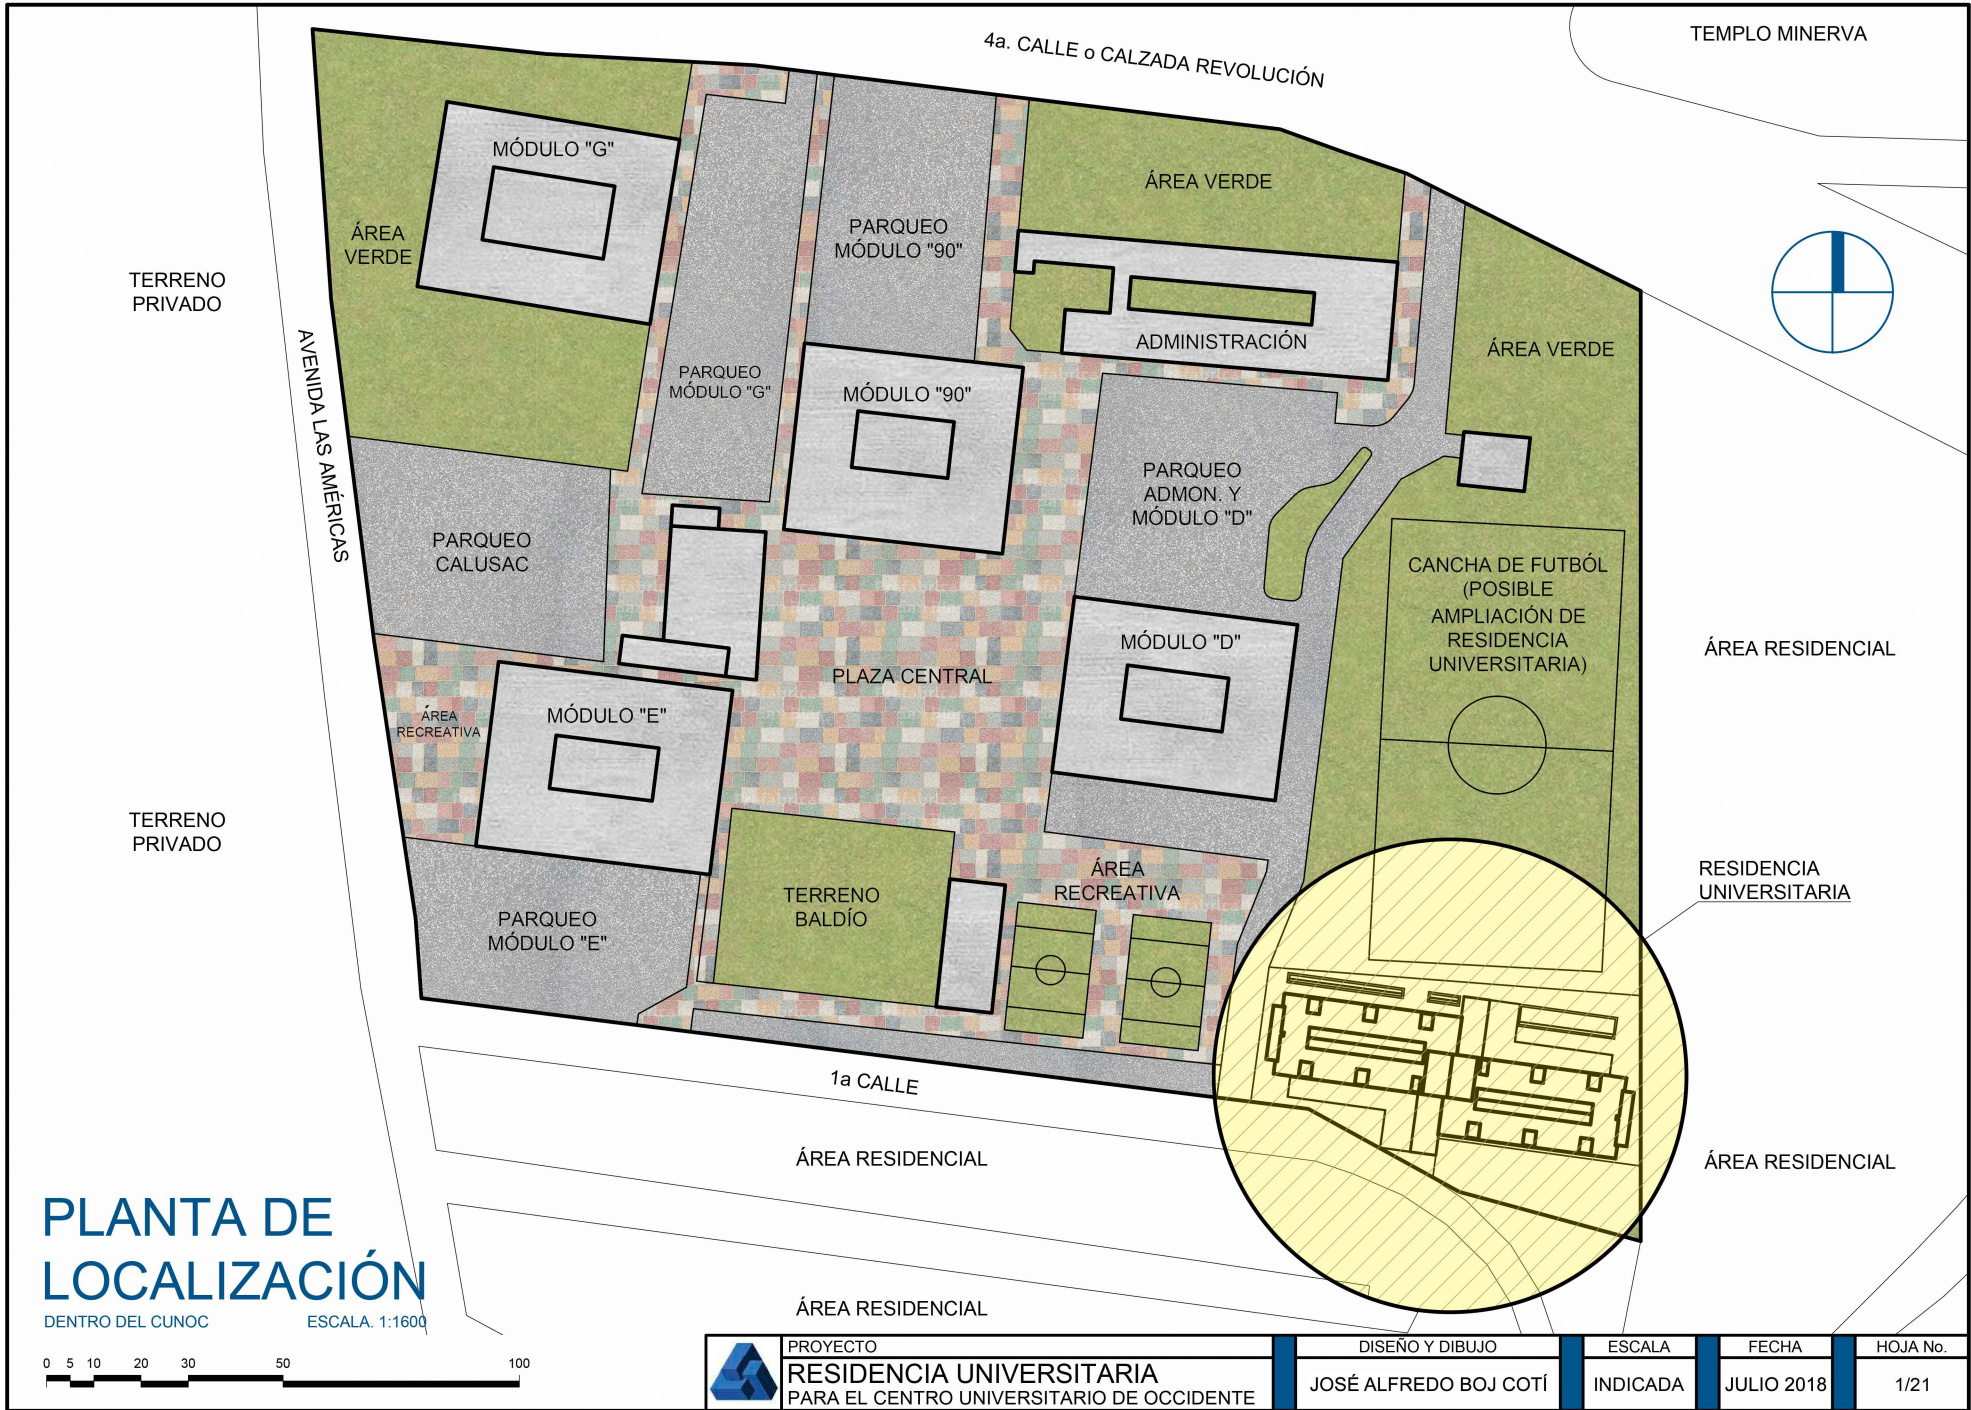 4a. CALLE o CALZADA REVOLUCIÓN
TEMPLO MINERVA
MÓDULO "G"
ÁREA VERDE
ÁREA
VERDE
PARQUEO
MÓDULO "90"
TERRENO
PRIVADO
ADMINISTRACIÓN
ÁREA VERDE
AVENIDA LAS AMÉRICAS
PARQUEO
MÓDULO "G"
MÓDULO "90"
PARQUEO
ADMON. Y
MÓDULO "D"
PARQUEO
CALUSAC
CANCHA DE FUTBÓL
(POSIBLE
AMPLIACIÓN DE
RESIDENCIA
UNIVERSITARIA)
MÓDULO "D"
ÁREA RESIDENCIAL
PLAZA CENTRAL
ÁREA
RECREATIVA
MÓDULO "E"
TERRENO
PRIVADO
ÁREA
RECREATIVA
RESIDENCIA
UNIVERSITARIA
TERRENO
BALDÍO
PARQUEO
MÓDULO "E"
1a CALLE
ÁREA RESIDENCIAL
ÁREA RESIDENCIAL
ÁREA RESIDENCIAL
PLANTA DE
LOCALIZACIÓN
DENTRO DEL CUNOC ESCALA. 1:1600
0 5 10 20 30 50 100
PROYECTO
RESIDENCIA UNIVERSITARIA
PARA EL CENTRO UNIVERSITARIO DE OCCIDENTE
DISEÑO Y DIBUJO
JOSÉ ALFREDO BOJ COTÍ
ESCALA
INDICADA
FECHA
JULIO 2018
HOJA No.
1/21